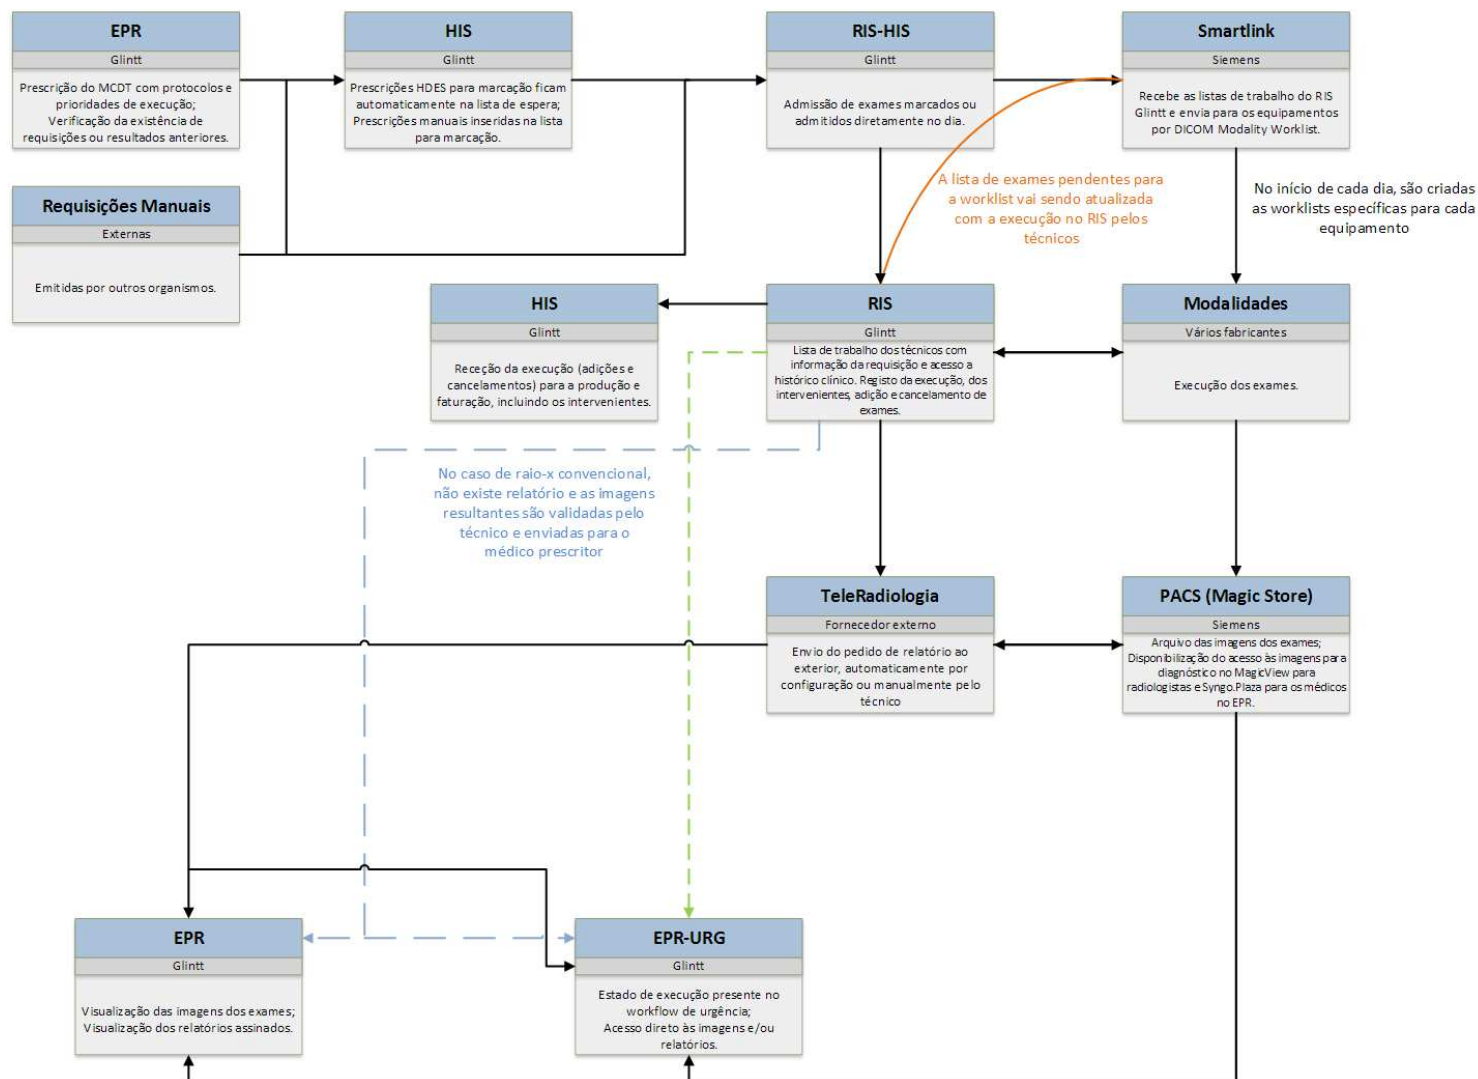 EPR
Glintt
Prescrição do MCDT com protocolos e
prioridades de execução;
Verificação da existência de
requisições ou resultados anteriores.
HIS
Glintt
Prescrições HDES para marcação ficam
automaticamente na lista de espera;
Prescrições manuais inseridas na lista
para marcação.
RIS-HIS
Glintt
Admissão de exames marcados ou
admitidos diretamente no dia.
Smartlink
Siemens
Recebe as listas de trabalho do RIS
Glintt e envia para os equipamentos
por DICOM Modality Worklist.
Requisições Manuais
Externas
Emitidas por outros organismos.
A lista de exames pendentes para
a worklist vai sendo atualizada
com a execução no RIS pelos
técnicos
No início de cada dia, são criadas
as worklists específicas para cada
equipamento
HIS
Glintt
Receção da execução (adições e
cancelamentos) para a produção e
faturação, incluindo os intervenientes.
RIS
Glintt
Lista de trabalho dos técnicos com
informação da requisição e acesso a
histórico clínico. Registo da execução, dos
intervenientes, adição e cancelamento de
exames.
Modalidades
Vários fabricantes
Execução dos exames.
No caso de raio-x convencional,
não existe relatório e as imagens
resultantes são validadas pelo
técnico e enviadas para o
médico prescritor
TeleRadiologia
Fornecedor externo
Envio do pedido de relatório ao
exterior, automaticamente por
configuração ou manualmente pelo
técnico
PACS (Magic Store)
Siemens
Arquivo das imagens dos exames;
Disponibilização do acesso às imagens para
diagnóstico no MagicView para
radiologistas e Syngo.Plaza para os médicos
no EPR.
EPR
Glintt
Visualização das imagens dos exames;
Visualização dos relatórios assinados.
EPR-URG
Glintt
Estado de execução presente no
workflow de urgência;
Acesso direto às imagens e/ou
relatórios.